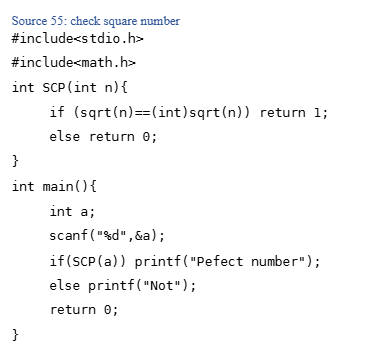 Source 55: check square number
#include<stdio.h>
#include<math.h>
int SCP(int n){
if (sqrt(n)==(int)sqrt(n)) return 1;
else return 0;
}
int main(){
int a;
scanf("%d",&a);
if(SCP(a)) printf("Pefect number");
else printf("Not");
return 0;
}